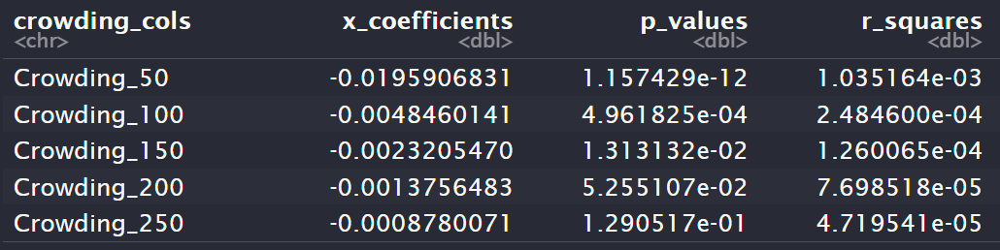 crowding_cols x_coefficients p_values r_squares
<chr> <dbl> <dbl> <dbl>
Crowding_50 -0.0195906831 1.157429e-12 1.035164e-03
Crowding_100 -0.0048460141 4.961825e-04 2.484600e-04
Crowding_150 -0.0023205470 1.313132e-02 1.260065e-04
Crowding_200 -0.0013756483 5.255107e-02 7.698518e-05
Crowding_250 -0.0008780071 1.290517e-01 4.719541e-05